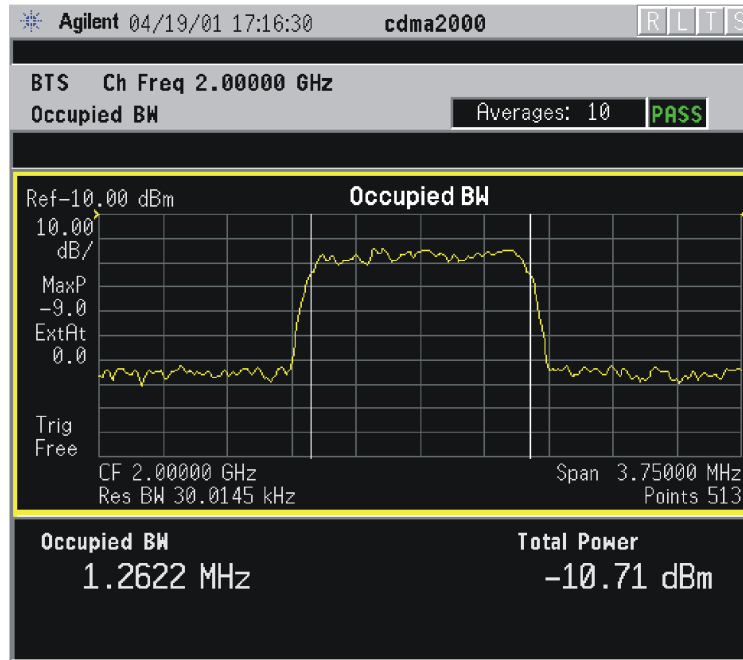 Agilent 04/19/01 17:16:30 cdma2000 R L T S
BTS Ch Freq 2.00000 GHz
Occupied BW Averages: 10 PASS
Ref-10.00 dBm Occupied BW
10.00
dB/
MaxP
-9.0
ExtAt
0.0
Trig
Free
CF 2.00000 GHz Span 3.75000 MHz
Res BW 30.0145 kHz Points 513
Occupied BW Total Power
1.2622 MHz -10.71 dBm